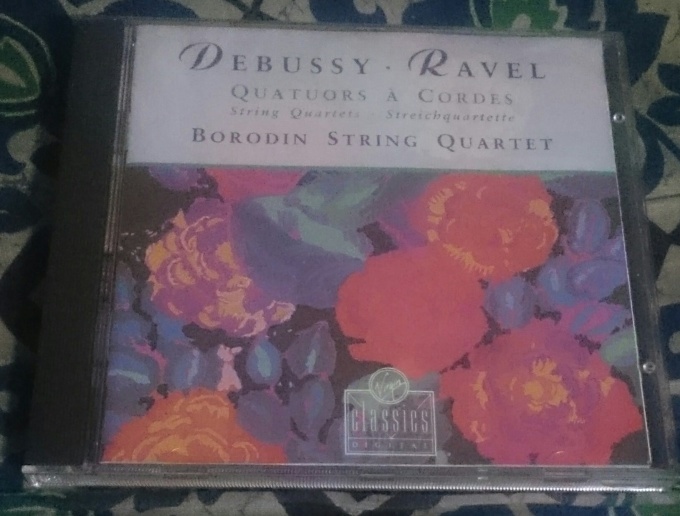 DEBUSSY · RAVEL
QUATUORS À CORDES
String Quartets · Streichquartette
BORODIN STRING QUARTET
Virgin
classics
DIGITAL